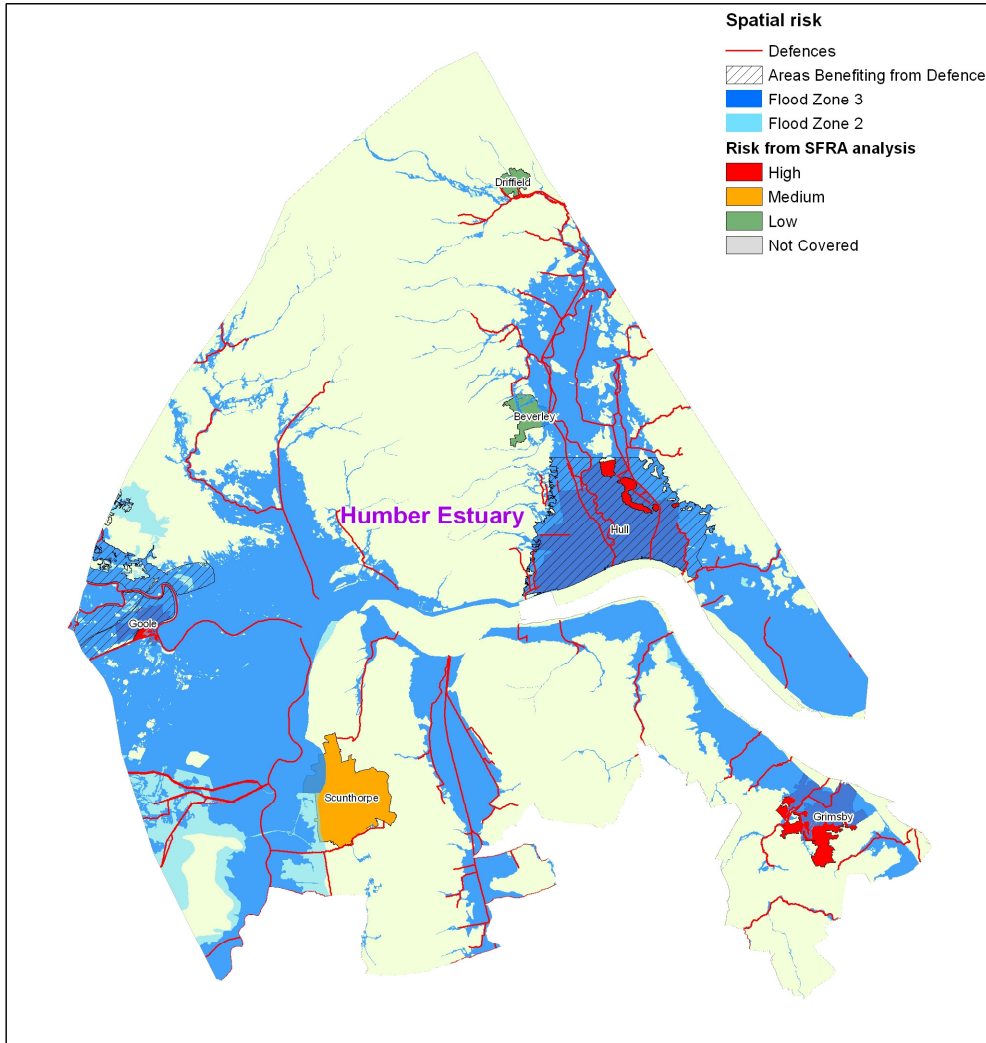 Spatial risk
Defences
Areas Benefiting from Defence
Flood Zone 3
Flood Zone 2
Risk from SFRA analysis
High
Medium
Low
Not Covered
Driffield
Beverley
Humber Estuary
Hull
Goole
Scunthorpe
Grimsby